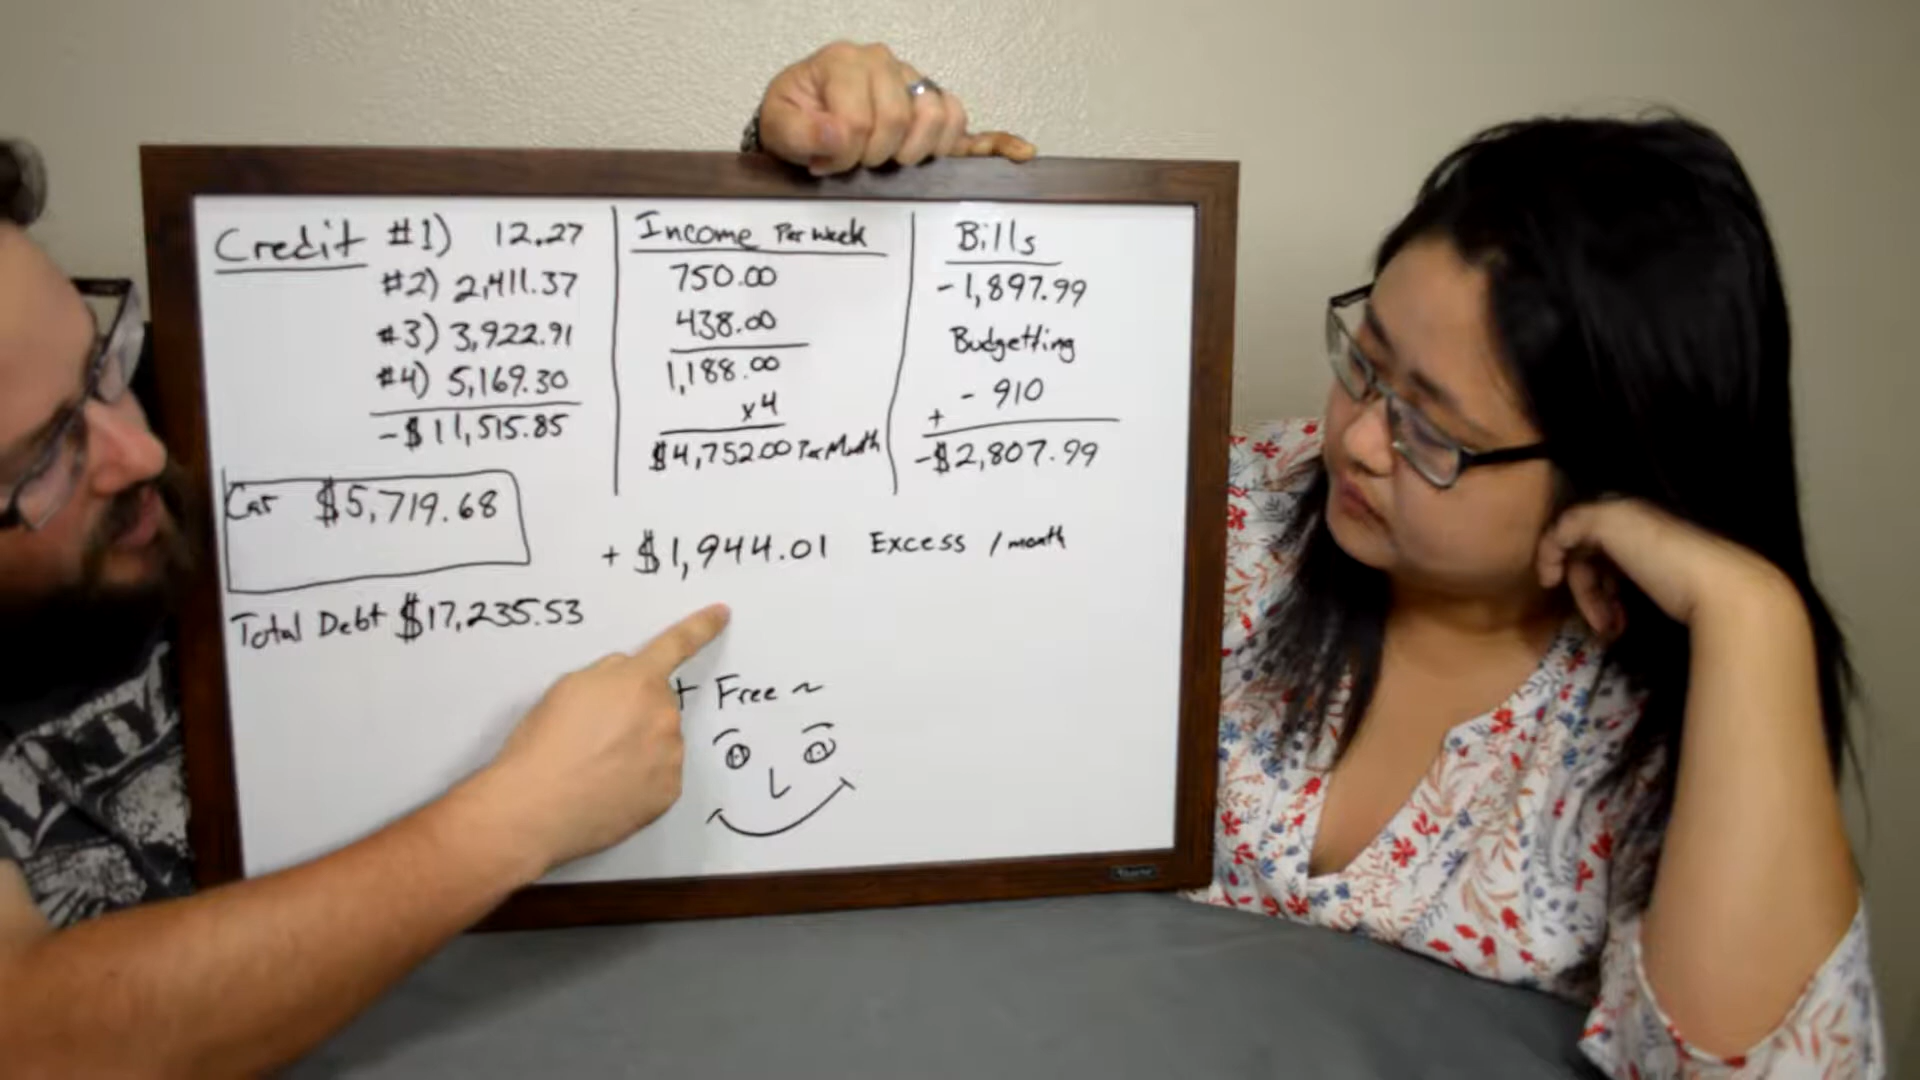 Credit #1) 12.27
#2) 2,411.37
#3) 3,922.91
#4) 5,169.30
-$11,515.85
Car $5,719.68
Total Debt $17,235.53
Income Per week
750.00
438.00
1,188.00
x4
$4,752.00 Per Month
Bills
-1,897.99
Budgetting
- 910
+
-$2,807.99
+ $1,944.01 Excess / month
Free ~